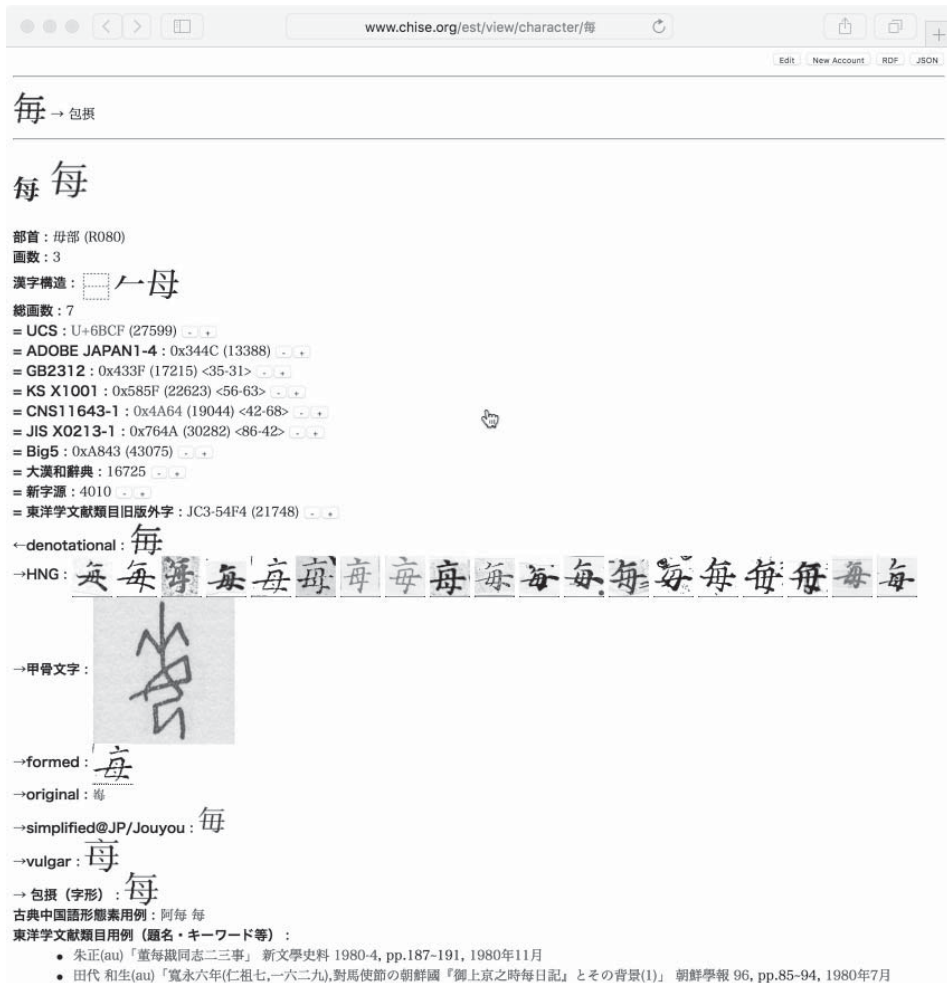 www.chise.org/est/view/character/每
Edit New Account RDF JSON
每 → 包摂
每 每
部首：毋部 (R080)
画数：3
漢字構造： 𠂉母
総画数：7
= UCS：U+6BCF (27599) - +
= ADOBE JAPAN1-4：0x344C (13388) - +
= GB2312：0x433F (17215) <35-31> - +
= KS X1001：0x585F (22623) <56-63> - +
= CNS11643-1：0x4A64 (19044) <42-68> - +
= JIS X0213-1：0x764A (30282) <86-42> - +
= Big5：0xA843 (43075) - +
= 大漢和辭典：16725 - +
= 新字源：4010 - +
= 東洋学文献類目旧版外字：JC3-54F4 (21748) - +
←denotational：每
→HNG：
→甲骨文字：
→formed：
→original：
→simplified@JP/Jouyou：毎
→vulgar：
→ 包摂（字形）：每
古典中国語形態素用例：阿每 每
東洋学文献類目用例（題名・キーワード等）：
• 朱正(au)「董每戡同志二三事」 新文學史料 1980-4, pp.187~191, 1980年11月
• 田代 和生(au)「寛永六年(仁祖七,一六二九),對馬使節の朝鮮國『御上京之時每日記』とその背景(1)」 朝鮮學報 96, pp.85~94, 1980年7月